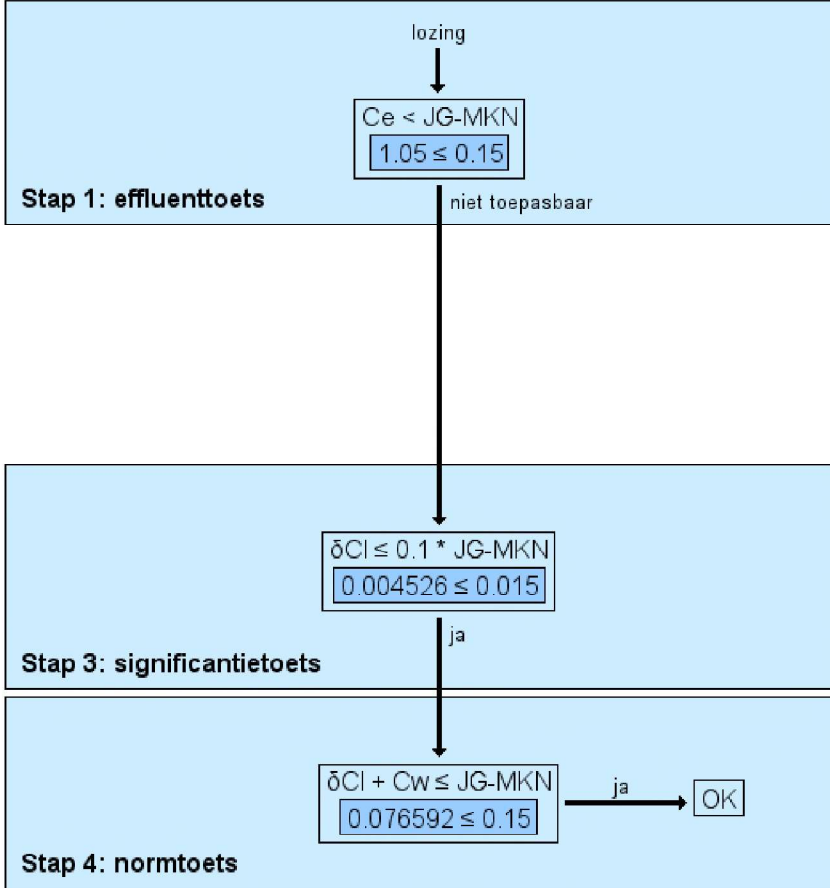 lozing
Ce < JG-MKN
1.05 ≤ 0.15
Stap 1: effluenttoets
niet toepasbaar
δCl ≤ 0.1 * JG-MKN
0.004526 ≤ 0.015
ja
Stap 3: significantietoets
δCl + Cw ≤ JG-MKN
0.076592 ≤ 0.15
ja
OK
Stap 4: normtoets